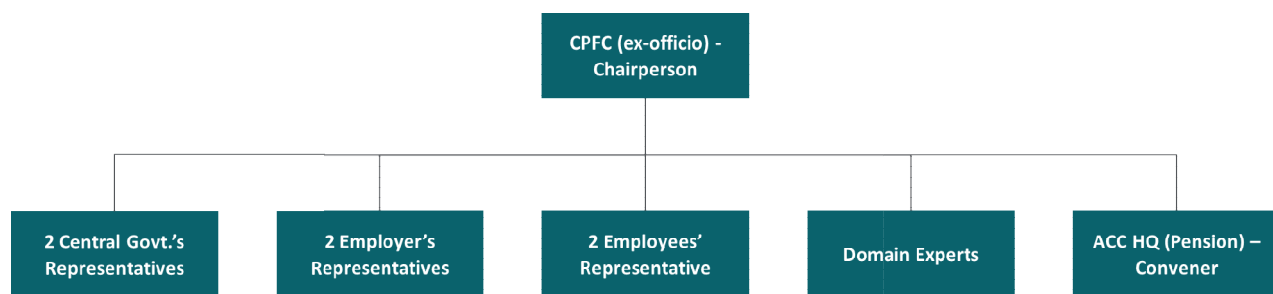 CPFC (ex-officio) -
Chairperson
2 Central Govt.'s
Representatives
2 Employer's
Representatives
2 Employees'
Representative
Domain Experts
ACC HQ (Pension) –
Convener